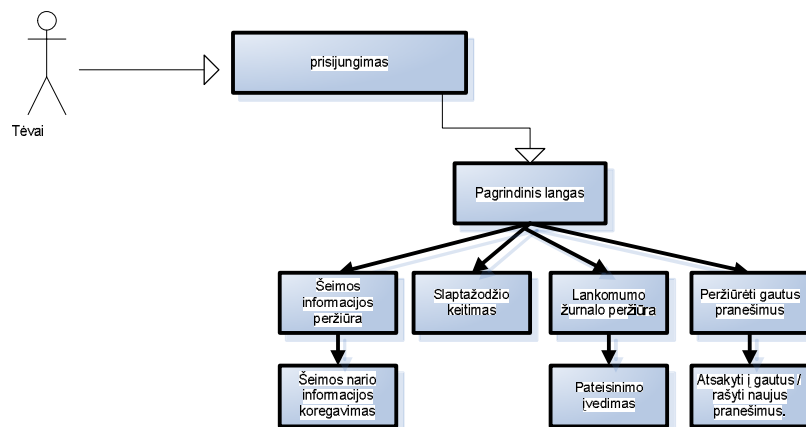 prisijungimas
Tėvai
Pagrindinis langas
Šeimos
informacijos
peržiūra
Slaptažodžio
keitimas
Lankomumo
žurnalo peržiūra
Peržiūrėti gautus
pranešimus
Šeimos nario
informacijos
koregavimas
Pateisinimo
įvedimas
Atsakyti į gautus /
rašyti naujus
pranešimus.